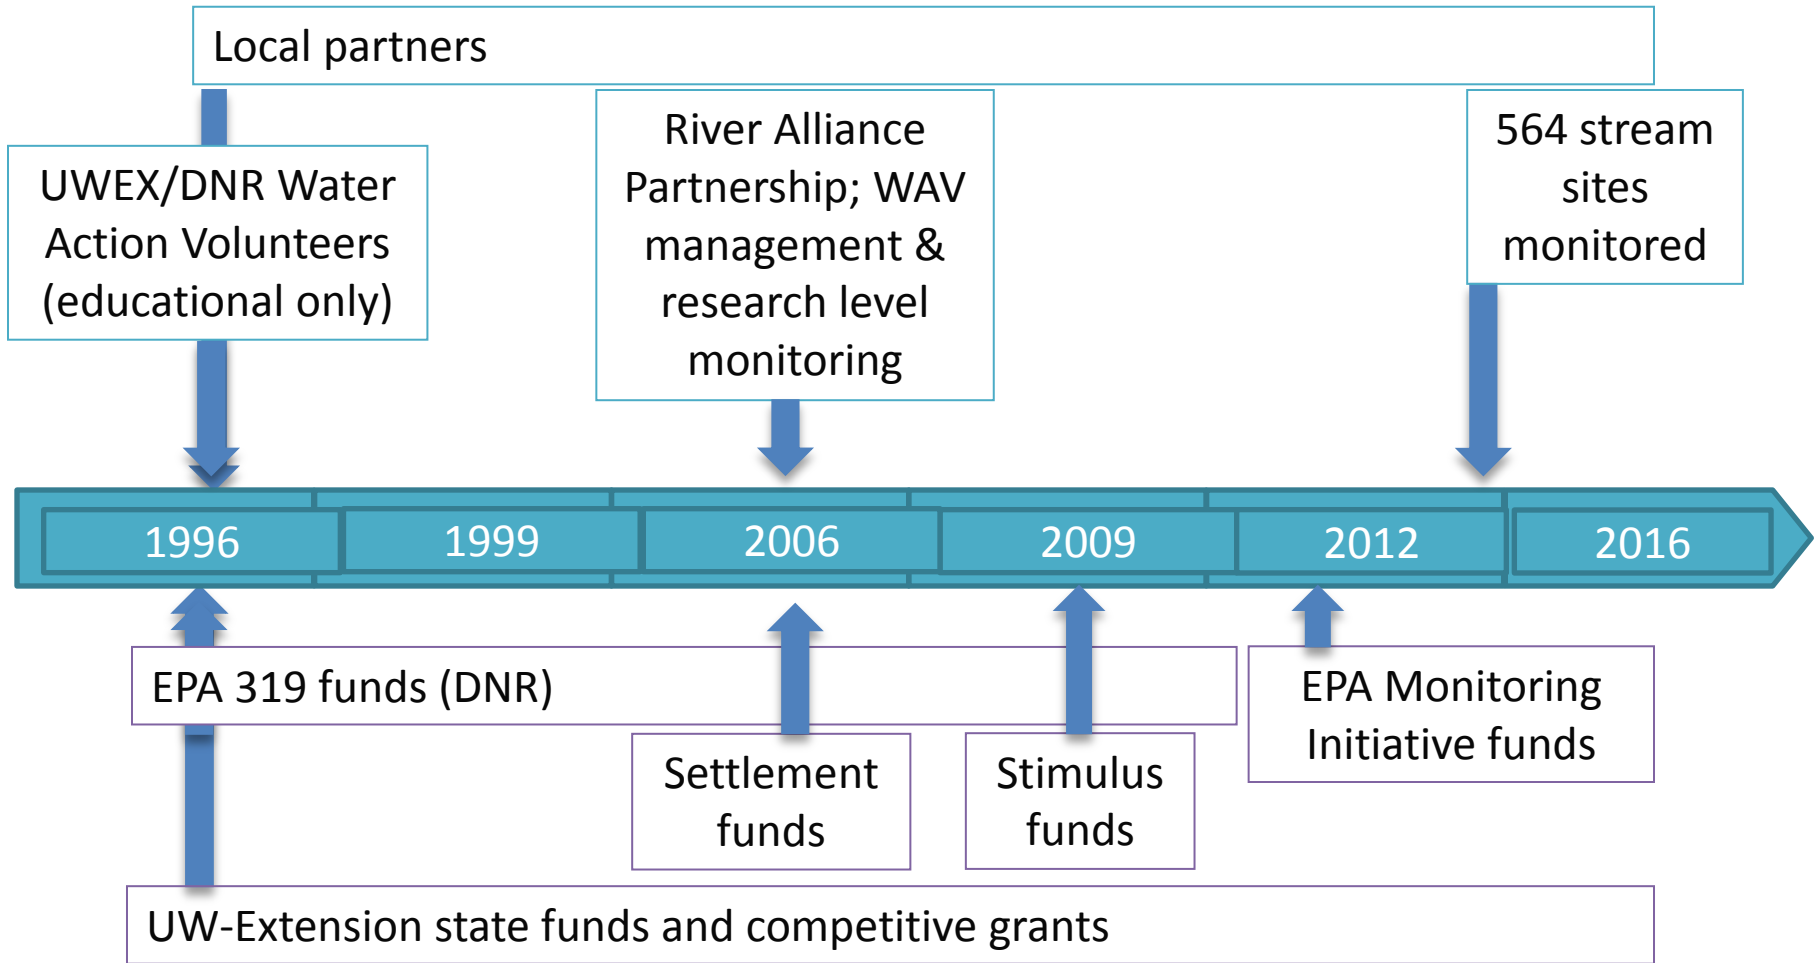 Local partners
UWEX/DNR Water
Action Volunteers
(educational only)
River Alliance
Partnership; WAV
management &
research level
monitoring
564 stream
sites
monitored
1996
1999
2006
2009
2012
2016
EPA 319 funds (DNR)
Settlement
funds
Stimulus
funds
EPA Monitoring
Initiative funds
UW-Extension state funds and competitive grants